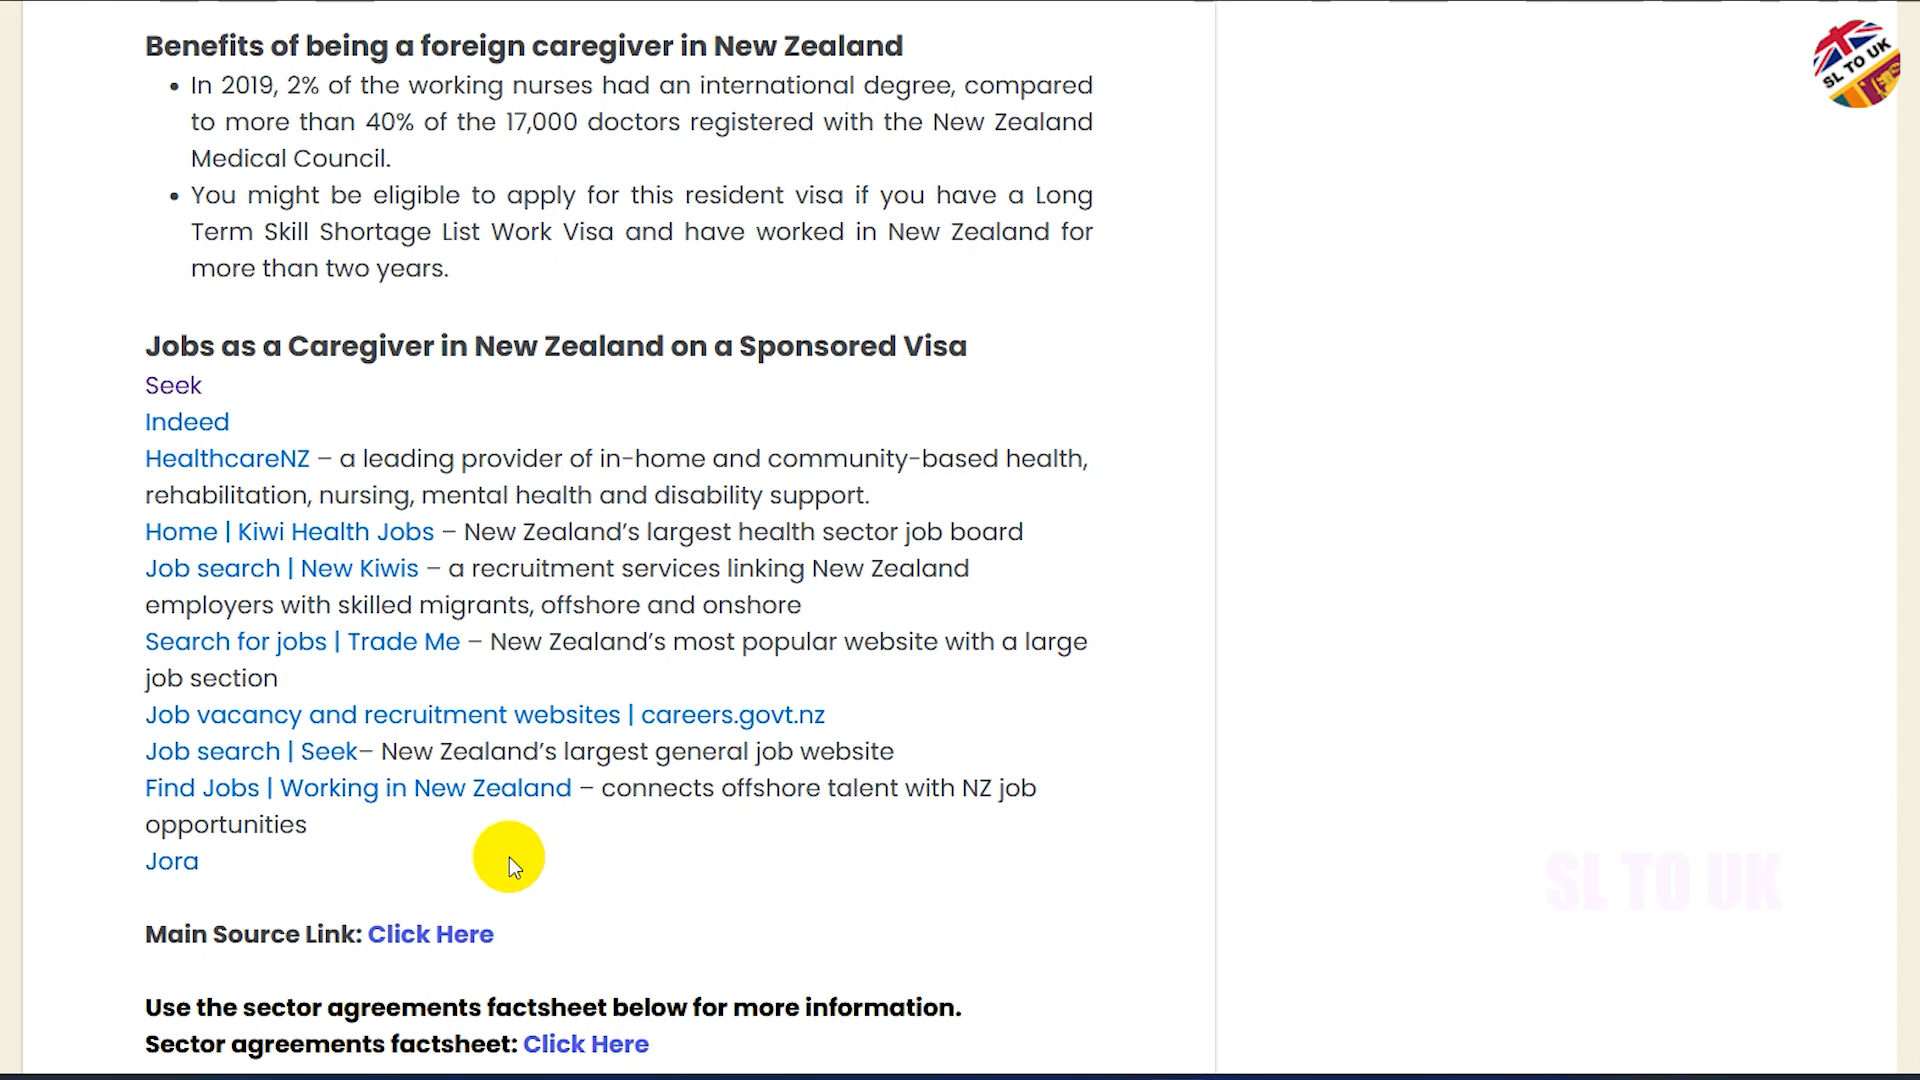 Benefits of being a foreign caregiver in New Zealand
• In 2019, 2% of the working nurses had an international degree, compared
to more than 40% of the 17,000 doctors registered with the New Zealand
Medical Council.
• You might be eligible to apply for this resident visa if you have a Long
Term Skill Shortage List Work Visa and have worked in New Zealand for
more than two years.
Jobs as a Caregiver in New Zealand on a Sponsored Visa
Seek
Indeed
HealthcareNZ – a leading provider of in-home and community-based health,
rehabilitation, nursing, mental health and disability support.
Home | Kiwi Health Jobs – New Zealand’s largest health sector job board
Job search | New Kiwis – a recruitment services linking New Zealand
employers with skilled migrants, offshore and onshore
Search for jobs | Trade Me – New Zealand’s most popular website with a large
job section
Job vacancy and recruitment websites | careers.govt.nz
Job search | Seek– New Zealand’s largest general job website
Find Jobs | Working in New Zealand – connects offshore talent with NZ job
opportunities
Jora
Main Source Link: Click Here
Use the sector agreements factsheet below for more information.
Sector agreements factsheet: Click Here
SL TO UK
SL TO UK